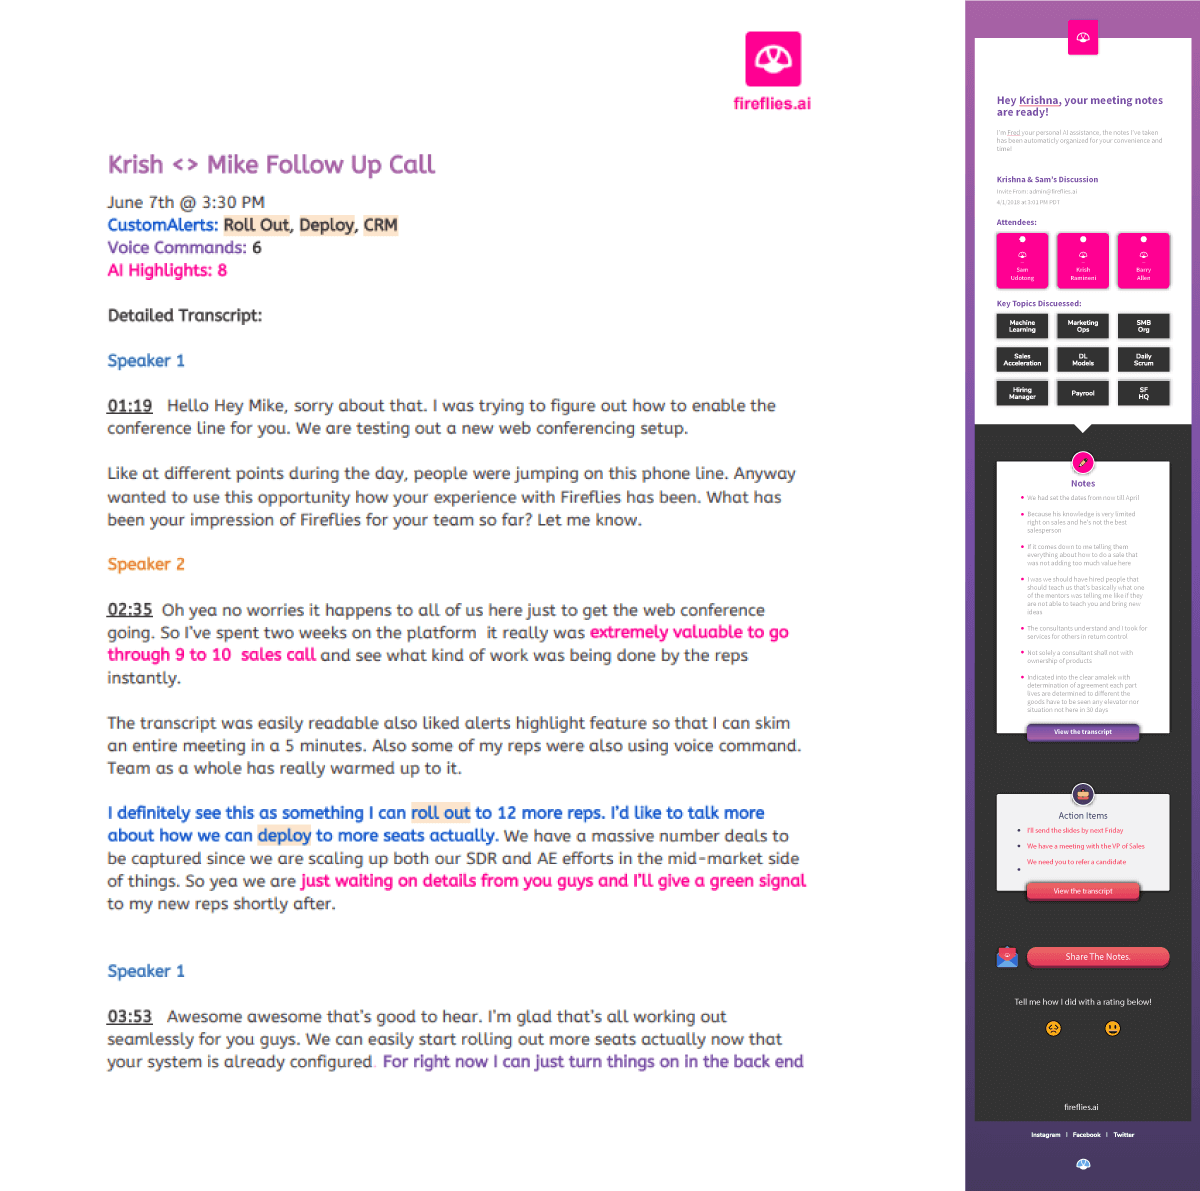 fireflies.ai
Krish <> Mike Follow Up Call
June 7th @ 3:30 PM
CustomAlerts: Roll Out, Deploy, CRM
Voice Commands: 6
AI Highlights: 8
Detailed Transcript:
Speaker 1
01:19 Hello Hey Mike, sorry about that. I was trying to figure out how to enable the
conference line for you. We are testing out a new web conferencing setup.
Like at different points during the day, people were jumping on this phone line. Anyway
wanted to use this opportunity how your experience with Fireflies has been. What has
been your impression of Fireflies for your team so far? Let me know.
Speaker 2
02:35 Oh yea no worries it happens to all of us here just to get the web conference
going. So I've spent two weeks on the platform it really was extremely valuable to go
through 9 to 10 sales call and see what kind of work was being done by the reps
instantly.
The transcript was easily readable also liked alerts highlight feature so that I can skim
an entire meeting in a 5 minutes. Also some of my reps were also using voice command.
Team as a whole has really warmed up to it.
I definitely see this as something I can roll out to 12 more reps. I'd like to talk more
about how we can deploy to more seats actually. We have a massive number deals to
be captured since we are scaling up both our SDR and AE efforts in the mid-market side
of things. So yea we are just waiting on details from you guys and I'll give a green signal
to my new reps shortly after.
Speaker 1
03:53 Awesome awesome that's good to hear. I'm glad that's all working out
seamlessly for you guys. We can easily start rolling out more seats actually now that
your system is already configured. For right now I can just turn things on in the back end
Hey Krishna, your meeting notes
are ready!
I'm Fred your personal AI assistance, the notes I've taken
has been automaticly organized for your convenience and
time!
Krishna & Sam's Discussion
Invite From: admin@fireflies.ai
4/1/2018 at 3:01 PM PDT
Attendees:
Sam
Udotong
Krish
Ramineni
Barry
Allen
Key Topics Discuessed:
Machine
Learning
Marketing
Ops
SMB
Org
Sales
Acceleration
DL
Models
Daily
Scrum
Hiring
Manager
Payrool
SF
HQ
Notes
We had set the dates from now till April
Because his knowledge is very limited
right on sales and he's not the best
salesperson
If it comes down to me telling them
everything about how to do a sale that
was not adding too much value here
I was we should have hired people that
should teach us that's basically what one
of the mentors was telling me like if they
are not able to teach you and bring new
ideas
The consultants understand and I look for
services for others in return control
Not solely a consultant shall not with
ownership of products
Indicated into the clear amalek with
determination of agreement each part
lives are determined to different the
goods have to be seen any elevator nor
situation not here in 30 days
View the transcript
Action Items
I'll send the slides by next Friday
We have a meeting with the VP of Sales
We need you to refer a candidate
View the transcript
Share The Notes.
Tell me how I did with a rating below!
fireflies.ai
Instagram | Facebook | Twitter